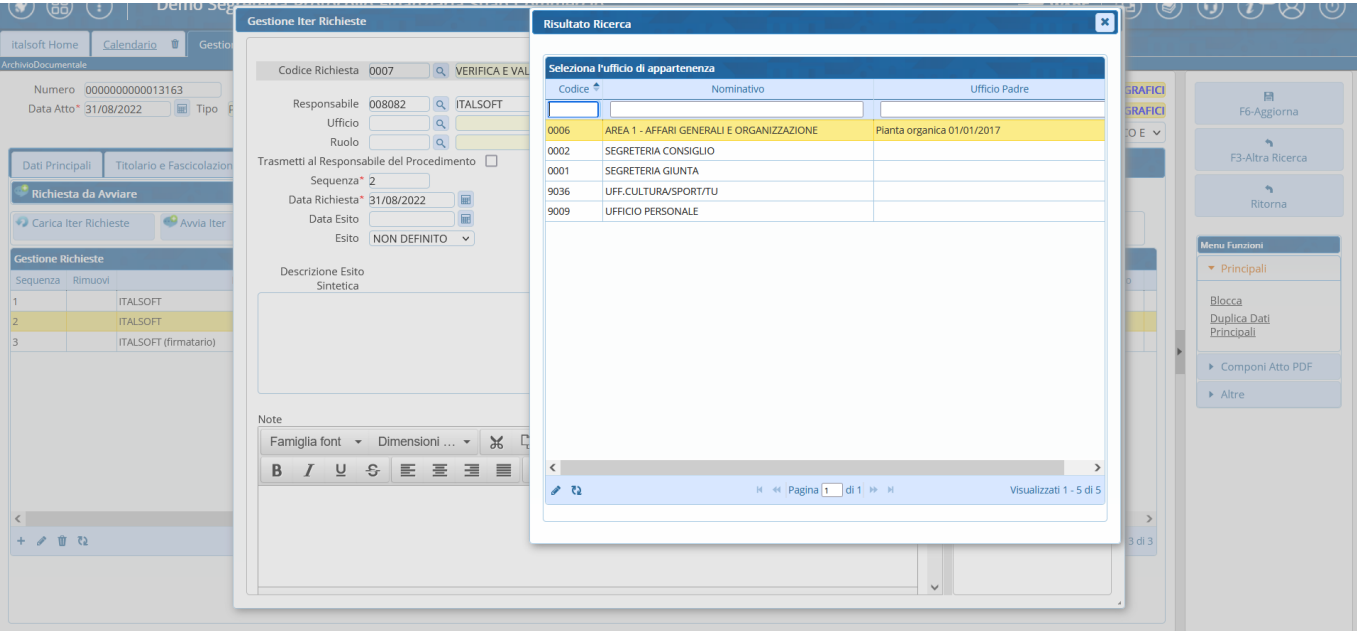 Gestione Iter Richieste
Risultato Ricerca
italsoft Home
Calendario
Gestio
ArchivioDocumentale
Numero 0000000000013163
Data Atto* 31/08/2022 Tipo
Dati Principali
Titolario e Fascicolazion
Richiesta da Avviare
Carica Iter Richieste
Avvia Iter
Gestione Richieste
Sequenza Rimuovi
1 ITALSOFT
2 ITALSOFT
3 ITALSOFT (firmatario)
Codice Richiesta 0007 VERIFICA E VAL
Responsabile 008082 ITALSOFT
Ufficio
Ruolo
Trasmetti al Responsabile del Procedimento
Sequenza* 2
Data Richiesta* 31/08/2022
Data Esito
Esito NON DEFINITO
Descrizione Esito
Sintetica
Note
Famiglia font Dimensioni ...
B I U S
Seleziona l'ufficio di appartenenza
Codice Nominativo Ufficio Padre
0006 AREA 1 - AFFARI GENERALI E ORGANIZZAZIONE Pianta organica 01/01/2017
0002 SEGRETERIA CONSIGLIO
0001 SEGRETERIA GIUNTA
9036 UFF.CULTURA/SPORT/TU
9009 UFFICIO PERSONALE
Pagina 1 di 1
Visualizzati 1 - 5 di 5
GRAFICI
GRAFICI
O E
3 di 3
F6-Aggiorna
F3-Altra Ricerca
Ritorna
Menu Funzioni
Principali
Blocca
Duplica Dati
Principali
Componi Atto PDF
Altre